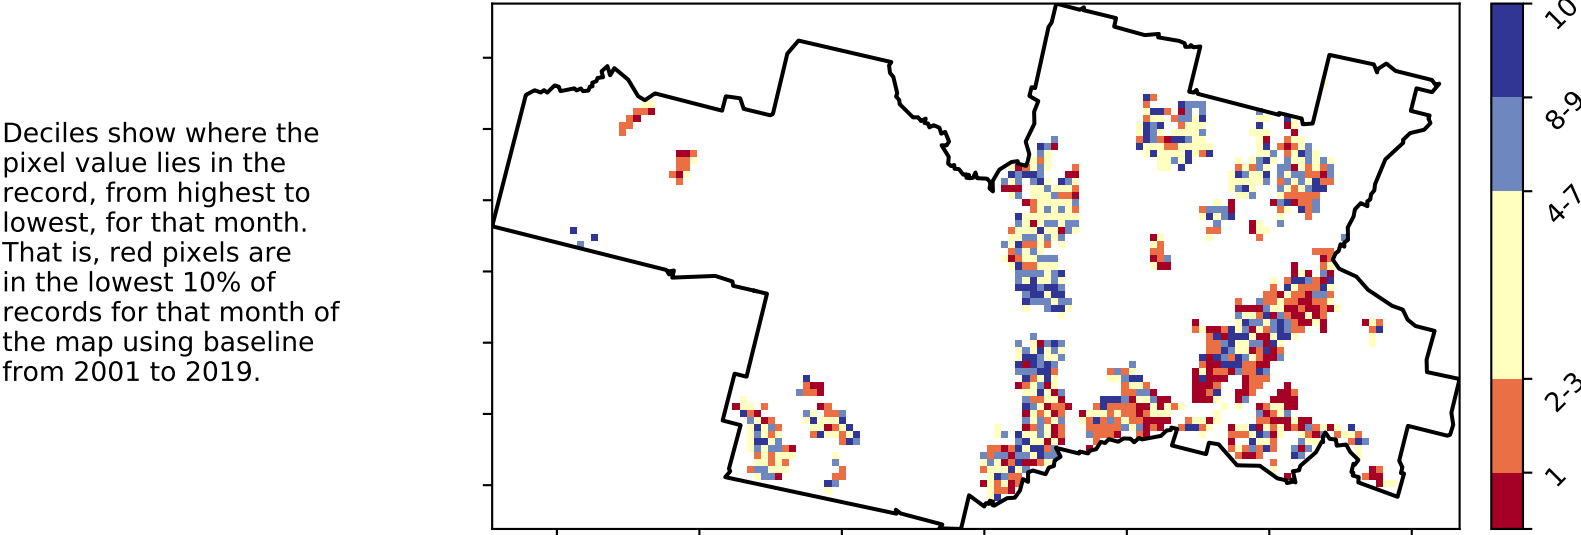 Deciles show where the
pixel value lies in the
record, from highest to
lowest, for that month.
That is, red pixels are
in the lowest 10% of
records for that month of
the map using baseline
from 2001 to 2019.
10
8-9
4-7
2-3
1